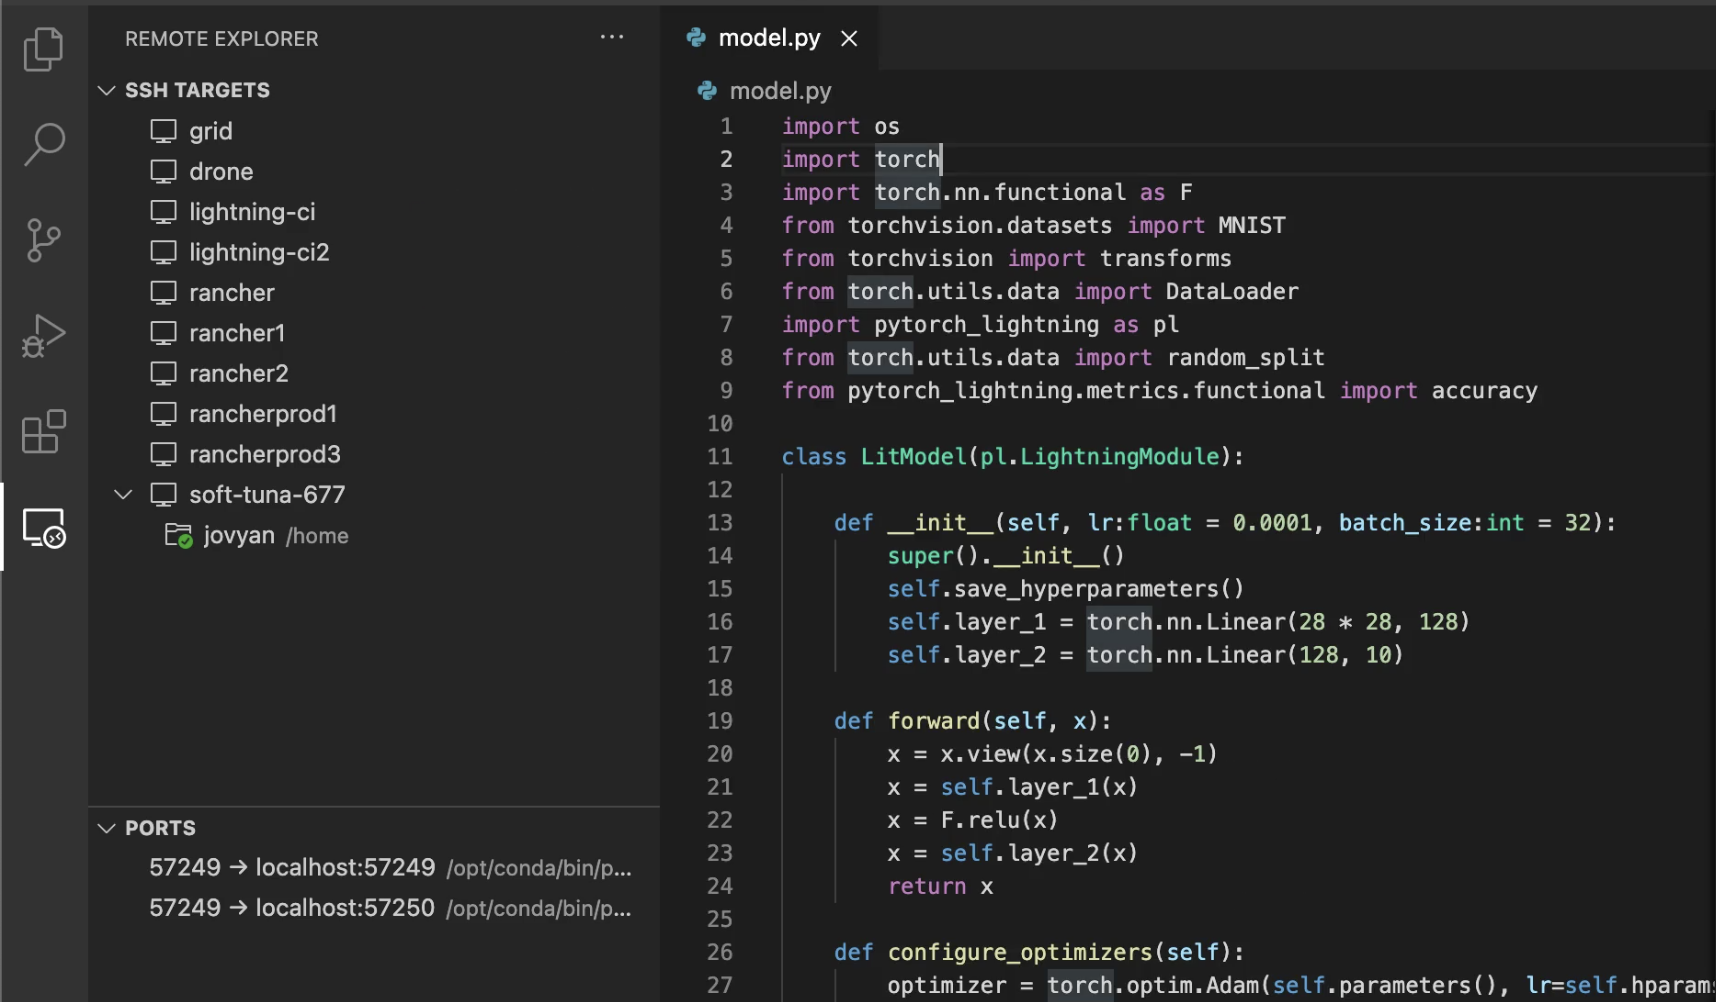 REMOTE EXPLORER
SSH TARGETS
grid
drone
lightning-ci
lightning-ci2
rancher
rancher1
rancher2
rancherprod1
rancherprod3
soft-tuna-677
jovyan /home
PORTS
57249 → localhost:57249 /opt/conda/bin/p...
57249 → localhost:57250 /opt/conda/bin/p...
model.py
model.py
1 import os
2 import torch
3 import torch.nn.functional as F
4 from torchvision.datasets import MNIST
5 from torchvision import transforms
6 from torch.utils.data import DataLoader
7 import pytorch_lightning as pl
8 from torch.utils.data import random_split
9 from pytorch_lightning.metrics.functional import accuracy
10
11 class LitModel(pl.LightningModule):
12
13 def __init__(self, lr:float = 0.0001, batch_size:int = 32):
14 super().__init__()
15 self.save_hyperparameters()
16 self.layer_1 = torch.nn.Linear(28 * 28, 128)
17 self.layer_2 = torch.nn.Linear(128, 10)
18
19 def forward(self, x):
20 x = x.view(x.size(0), -1)
21 x = self.layer_1(x)
22 x = F.relu(x)
23 x = self.layer_2(x)
24 return x
25
26 def configure_optimizers(self):
27 optimizer = torch.optim.Adam(self.parameters(), lr=self.hparams